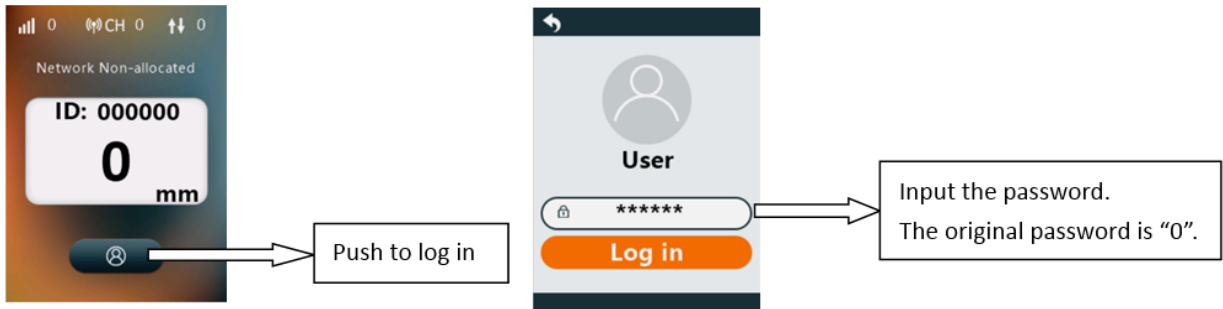 0 CH 0 0
Network Non-allocated
ID: 000000
0
mm
Push to log in
User
******
Log in
Input the password.
The original password is “0”.